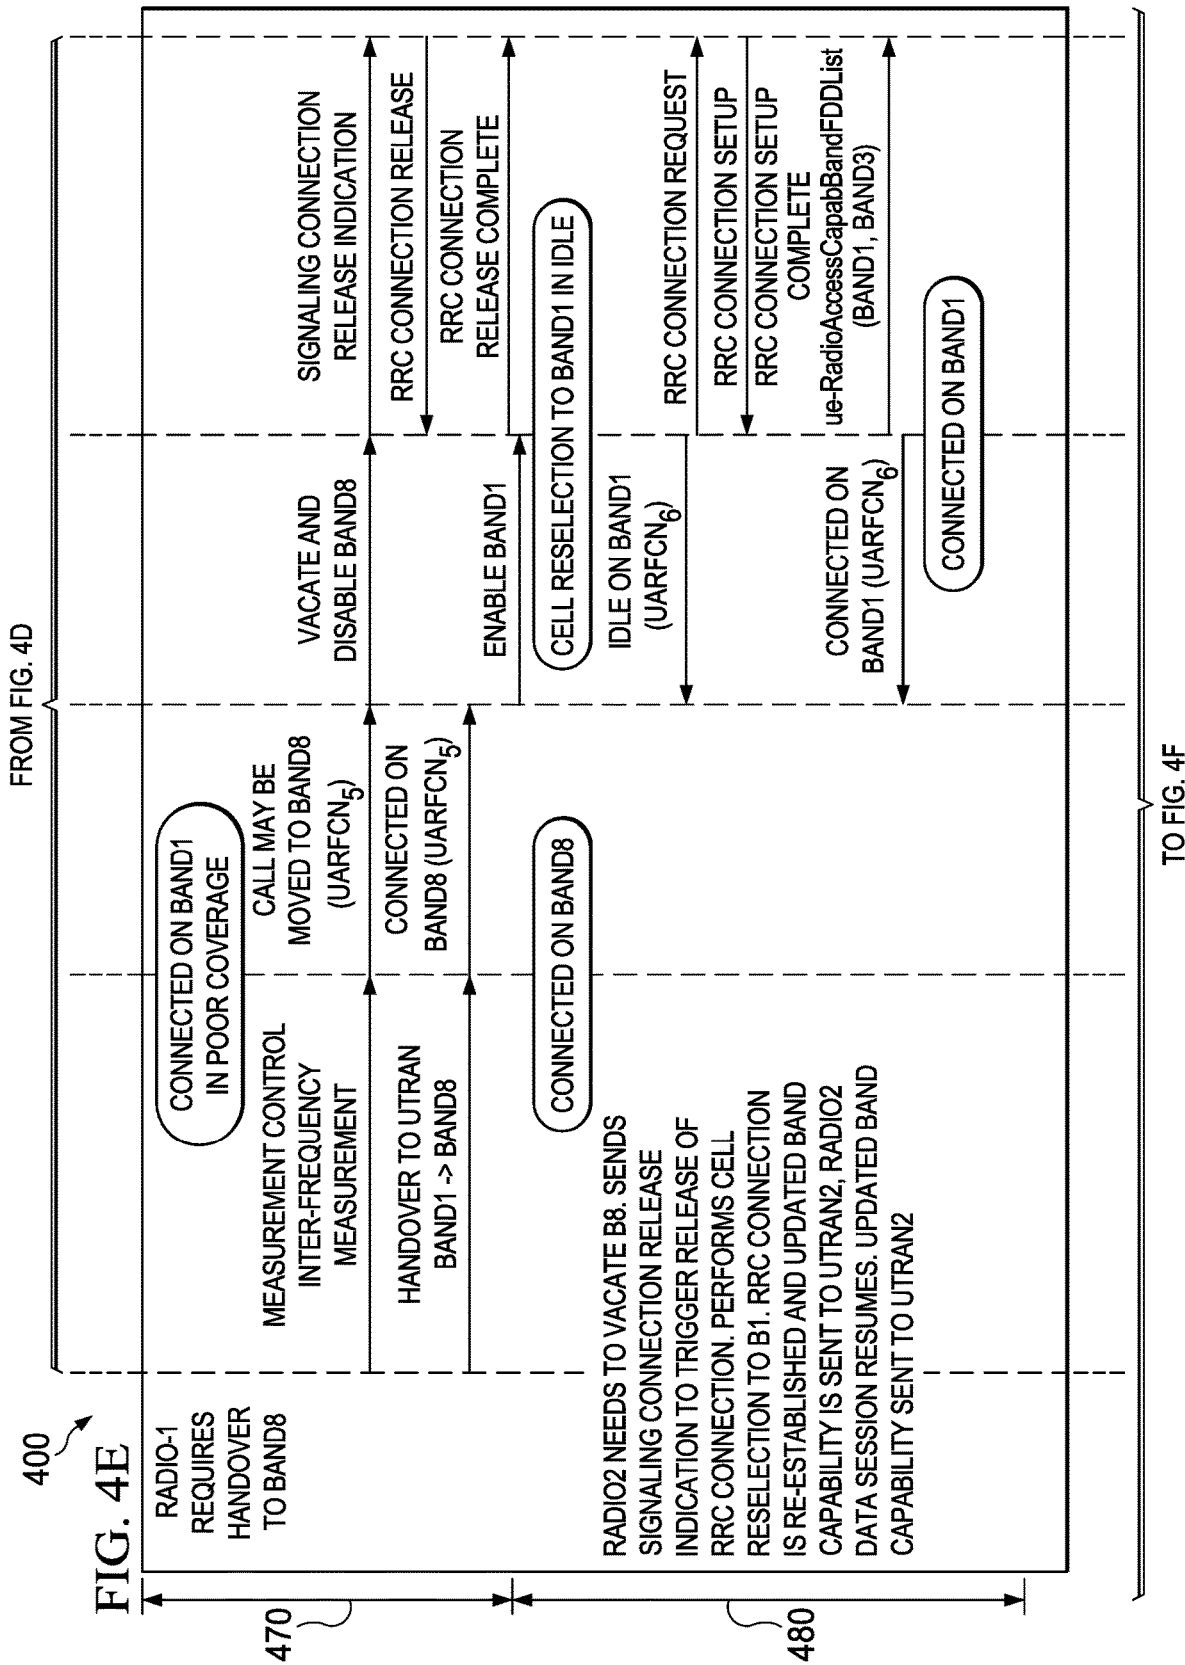 FROM FIG. 4D
400
FIG. 4E
RADIO-1
REQUIRES
HANDOVER
TO BAND8
CONNECTED ON BAND1
IN POOR COVERAGE
MEASUREMENT CONTROL
INTER-FREQUENCY
MEASUREMENT
CALL MAY BE
MOVED TO BAND8
(UARFCN5)
VACATE AND
DISABLE BAND8
SIGNALING CONNECTION
RELEASE INDICATION
RRC CONNECTION RELEASE
HANDOVER TO UTRAN
BAND1 -> BAND8
CONNECTED ON
BAND8 (UARFCN5)
RRC CONNECTION
RELEASE COMPLETE
ENABLE BAND1
470
CONNECTED ON BAND8
CELL RESELECTION TO BAND1 IN IDLE
RADIO2 NEEDS TO VACATE B8. SENDS
SIGNALING CONNECTION RELEASE
INDICATION TO TRIGGER RELEASE OF
RRC CONNECTION. PERFORMS CELL
RESELECTION TO B1. RRC CONNECTION
IS RE-ESTABLISHED AND UPDATED BAND
CAPABILITY IS SENT TO UTRAN2, RADIO2
DATA SESSION RESUMES. UPDATED BAND
CAPABILITY SENT TO UTRAN2
IDLE ON BAND1
(UARFCN6)
RRC CONNECTION REQUEST
RRC CONNECTION SETUP
RRC CONNECTION SETUP
COMPLETE
ue-RadioAccessCapabBandFDDList
(BAND1, BAND3)
CONNECTED ON
BAND1 (UARFCN6)
CONNECTED ON BAND1
480
TO FIG. 4F